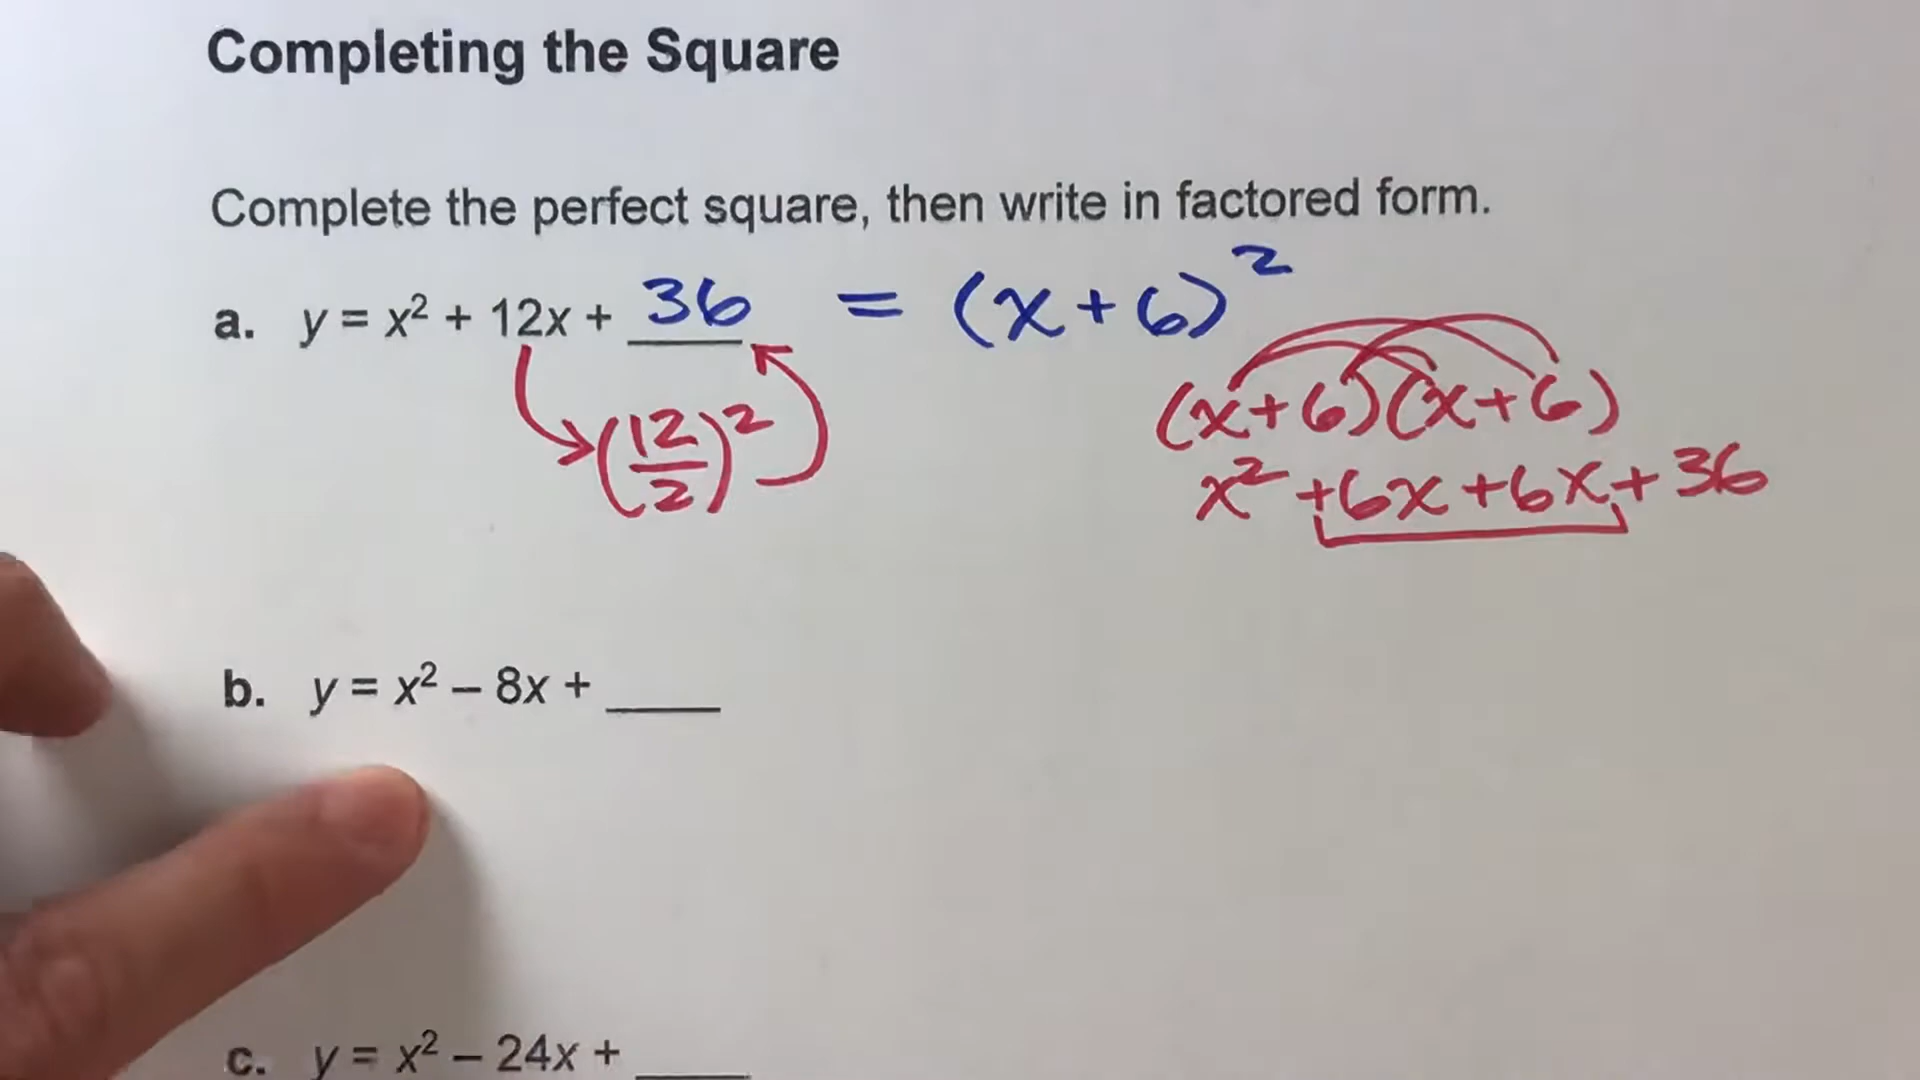 Completing the Square
Complete the perfect square, then write in factored form.
a. y = x² + 12x + 36 = (x+6)²
(12/2)²
(x+6)(x+6)
x² +6x +6x + 36
b. y = x² – 8x + ____
c. y = x² – 24x + ____